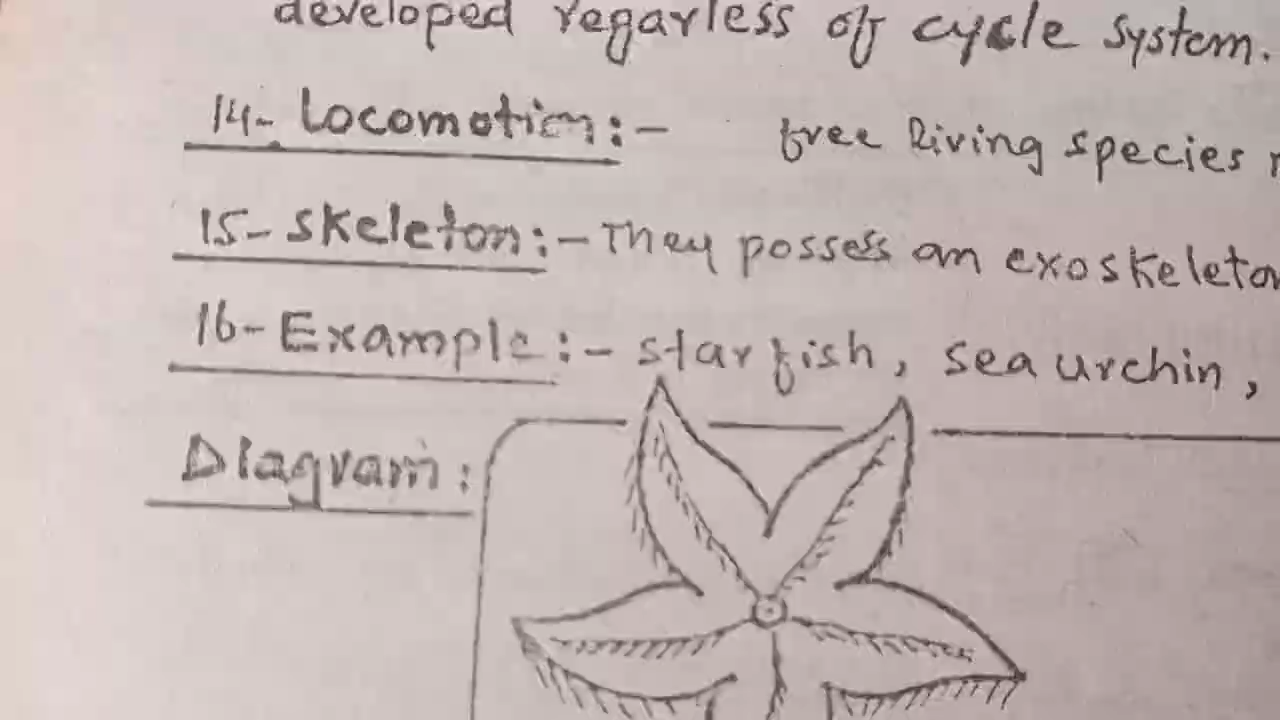 developed regarless of cycle system.
14- Locomotion:- free living species
15- Skeleton:- They possess an exoskeleton
16- Example:- starfish, sea urchin,
Diagram: